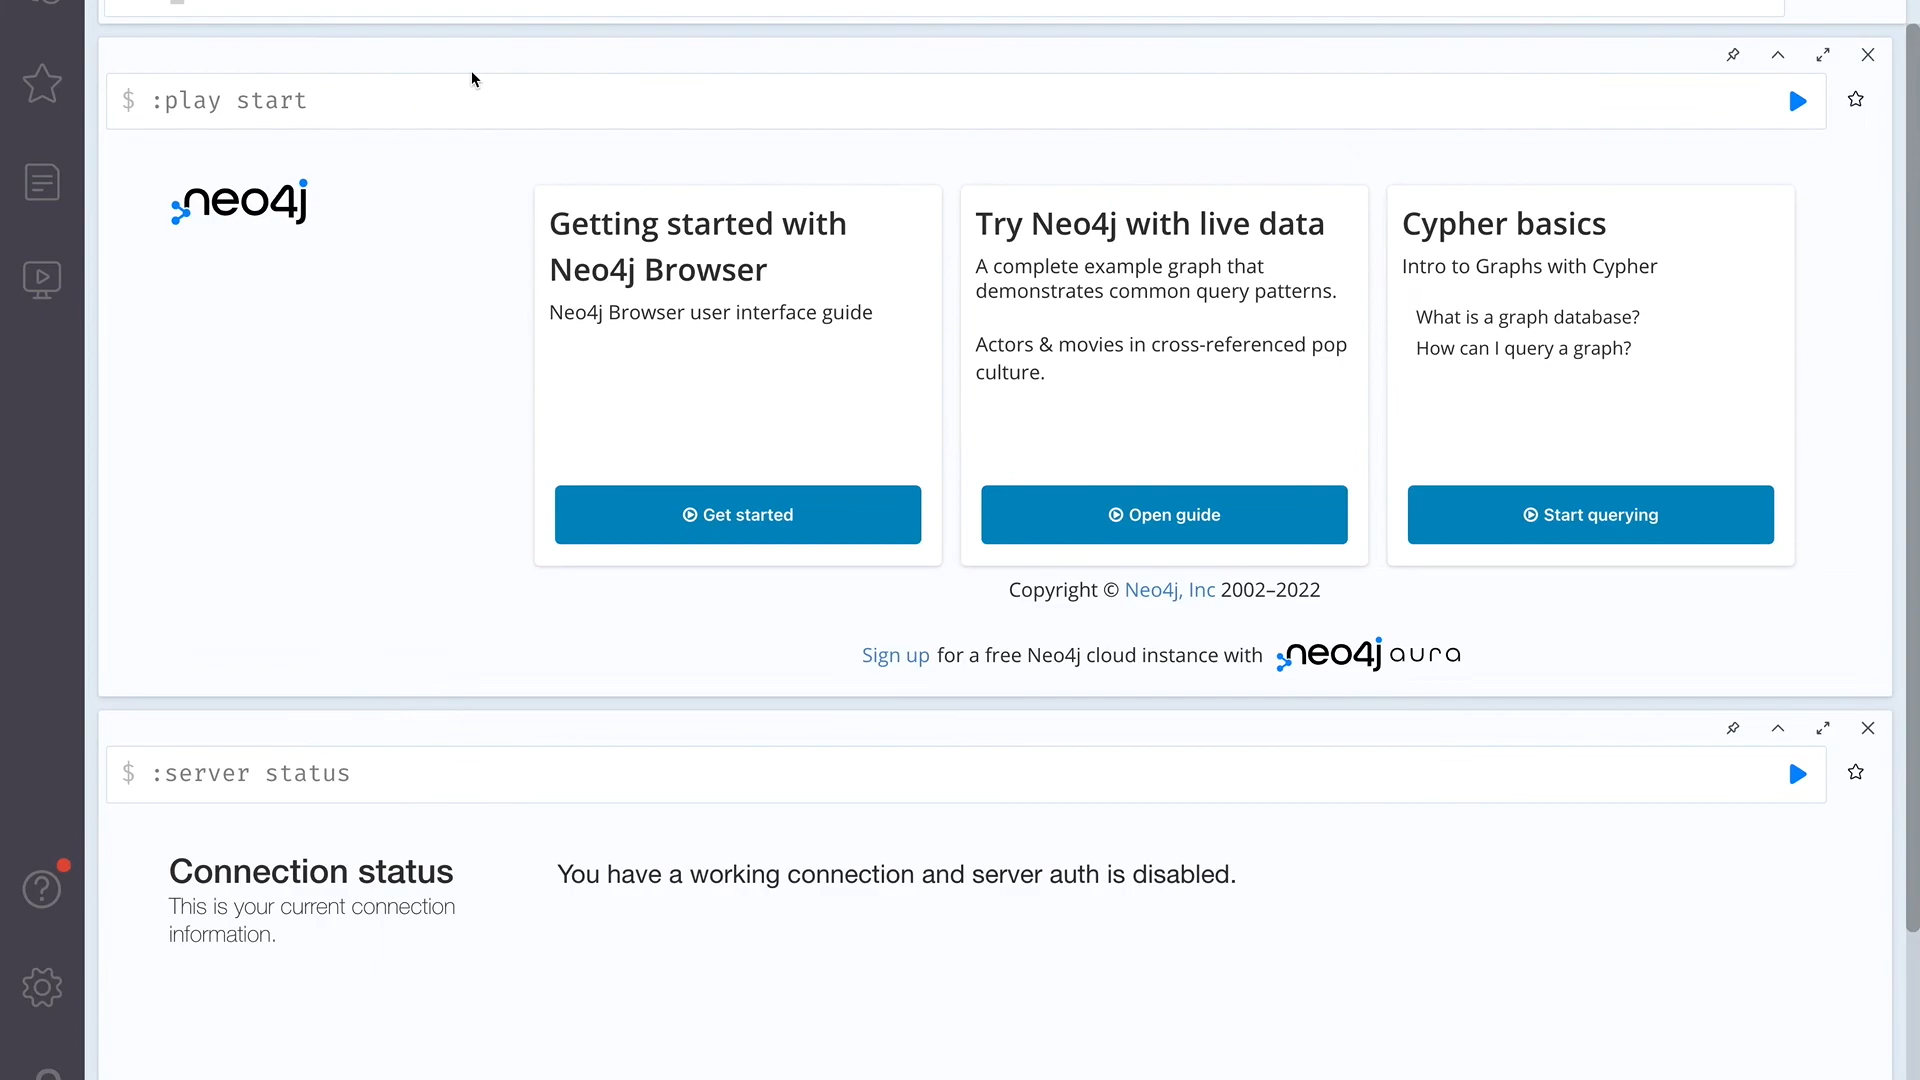 $ :play start
neo4j
Getting started with
Neo4j Browser
Neo4j Browser user interface guide
Get started
Try Neo4j with live data
A complete example graph that
demonstrates common query patterns.
Actors & movies in cross-referenced pop
culture.
Open guide
Cypher basics
Intro to Graphs with Cypher
What is a graph database?
How can I query a graph?
Start querying
Copyright © Neo4j, Inc 2002–2022
Sign up for a free Neo4j cloud instance with neo4j aura
$ :server status
Connection status
This is your current connection
information.
You have a working connection and server auth is disabled.